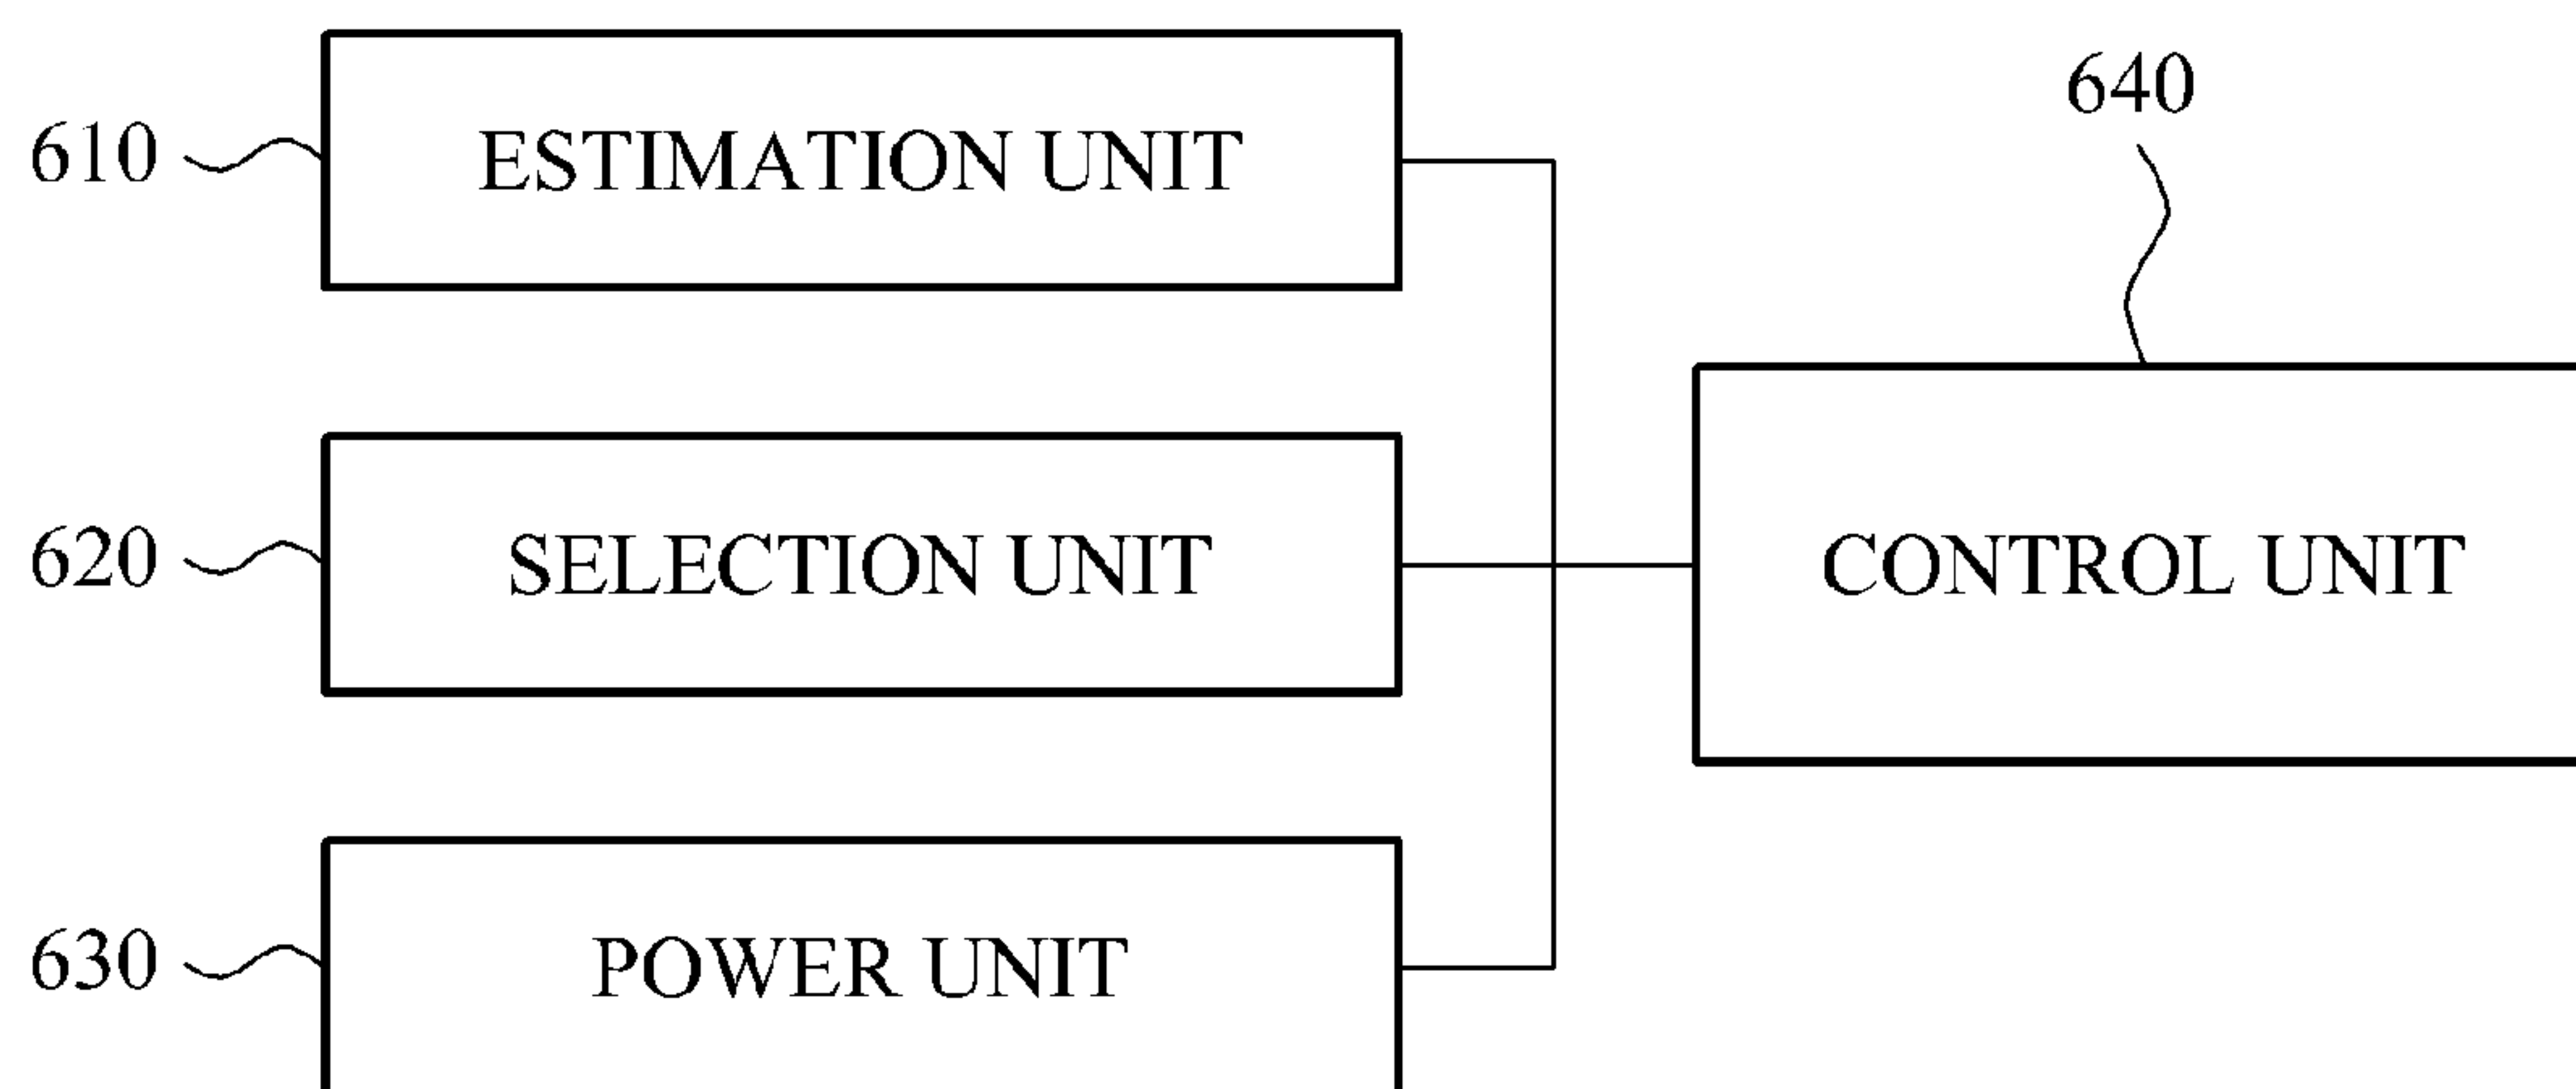 640
610 ESTIMATION UNIT
620 SELECTION UNIT
CONTROL UNIT
630 POWER UNIT